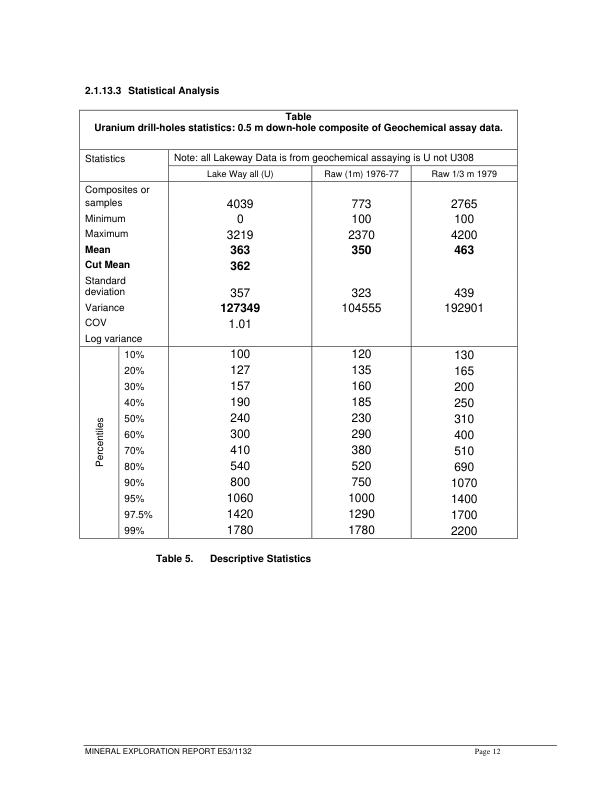 2.1.13.3 Statistical Analysis
Table
Uranium drill-holes statistics: 0.5 m down-hole composite of Geochemical assay data.
Statistics
Note: all Lakeway Data is from geochemical assaying is U not U308
Lake Way all (U) Raw (1m) 1976-77 Raw 1/3 m 1979
Composites or
samples 4039 773 2765
Minimum 0 100 100
Maximum 3219 2370 4200
Mean 363 350 463
Cut Mean 362
Standard
deviation 357 323 439
Variance 127349 104555 192901
COV 1.01
Log variance
Percentiles
10% 100 120 130
20% 127 135 165
30% 157 160 200
40% 190 185 250
50% 240 230 310
60% 300 290 400
70% 410 380 510
80% 540 520 690
90% 800 750 1070
95% 1060 1000 1400
97.5% 1420 1290 1700
99% 1780 1780 2200
Table 5. Descriptive Statistics
MINERAL EXPLORATION REPORT E53/1132 Page 12